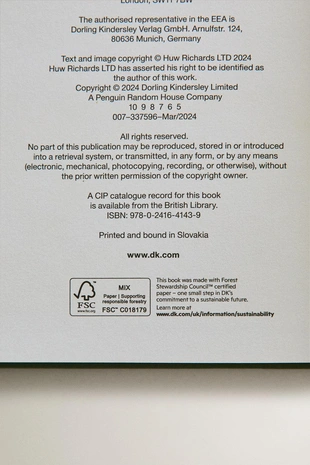 London, SW1V 7BW
The authorised representative in the EEA is
Dorling Kindersley Verlag GmbH. Arnulfstr. 124,
80636 Munich, Germany
Text and image copyright © Huw Richards LTD 2024
Huw Richards LTD has asserted his right to be identified as
the author of this work.
Copyright © 2024 Dorling Kindersley Limited
A Penguin Random House Company
10 9 8 7 6 5
007–337596–Mar/2024
All rights reserved.
No part of this publication may be reproduced, stored in or introduced
into a retrieval system, or transmitted, in any form, or by any means
(electronic, mechanical, photocopying, recording, or otherwise), without
the prior written permission of the copyright owner.
A CIP catalogue record for this book
is available from the British Library.
ISBN: 978-0-2416-4143-9
Printed and bound in Slovakia
www.dk.com
FSC
www.fsc.org
MIX
Paper | Supporting
responsible forestry
FSC™ C018179
This book was made with Forest
Stewardship Council™ certified
paper – one small step in DK's
commitment to a sustainable future.
Learn more at
www.dk.com/uk/information/sustainability